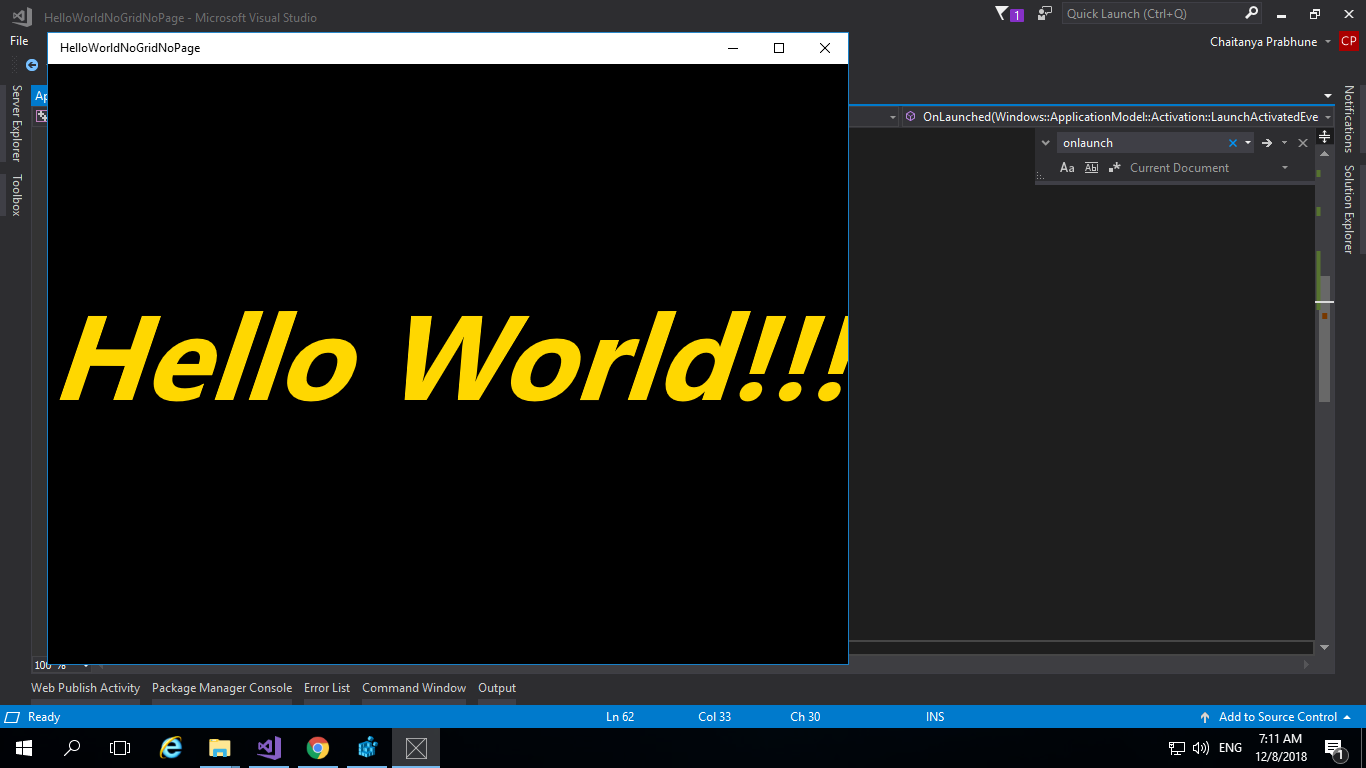 HelloWorldNoGridNoPage - Microsoft Visual Studio
1
Quick Launch (Ctrl+Q)
File
Chaitanya Prabhune
CP
HelloWorldNoGridNoPage
Ap
OnLaunched(Windows::ApplicationModel::Activation::LaunchActivatedEve
Server Explorer
Toolbox
onlaunch
Aa Ab Current Document
Notifications
Solution Explorer
Hello World!!!
100 %
Web Publish Activity Package Manager Console Error List Command Window Output
Ready Ln 62 Col 33 Ch 30 INS Add to Source Control
ENG
7:11 AM
12/8/2018
1